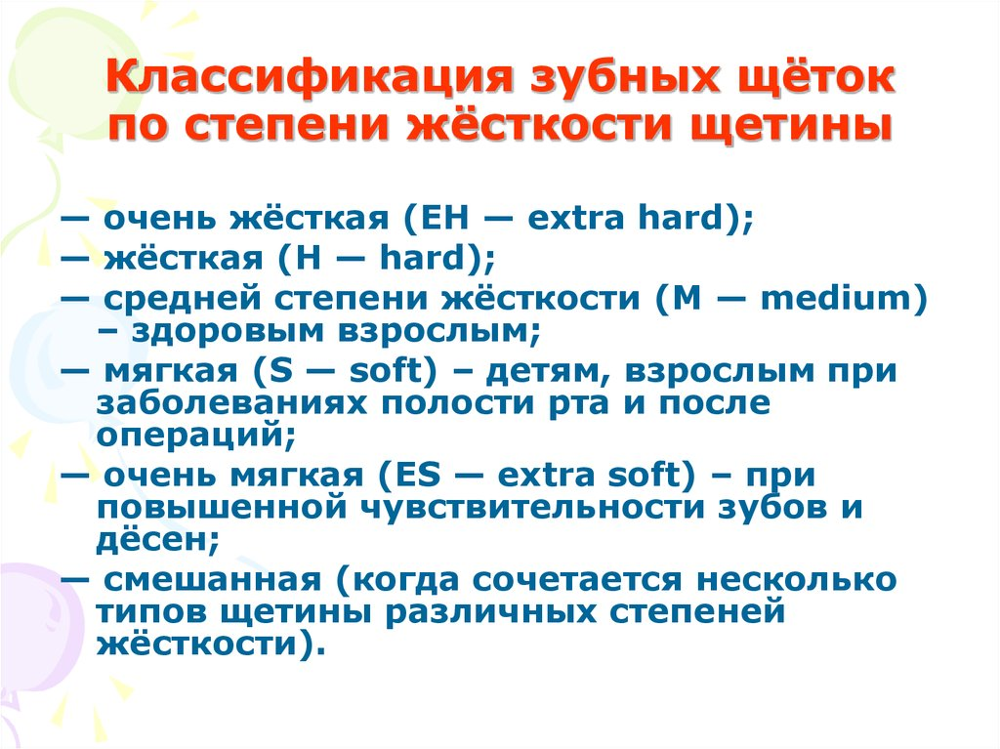 Классификация зубных щёток
по степени жёсткости щетины
— очень жёсткая (EH — extra hard);
— жёсткая (H — hard);
— средней степени жёсткости (M — medium)
– здоровым взрослым;
— мягкая (S — soft) – детям, взрослым при
заболеваниях полости рта и после
операций;
— очень мягкая (ES — extra soft) – при
повышенной чувствительности зубов и
дёсен;
— смешанная (когда сочетается несколько
типов щетины различных степеней
жёсткости).